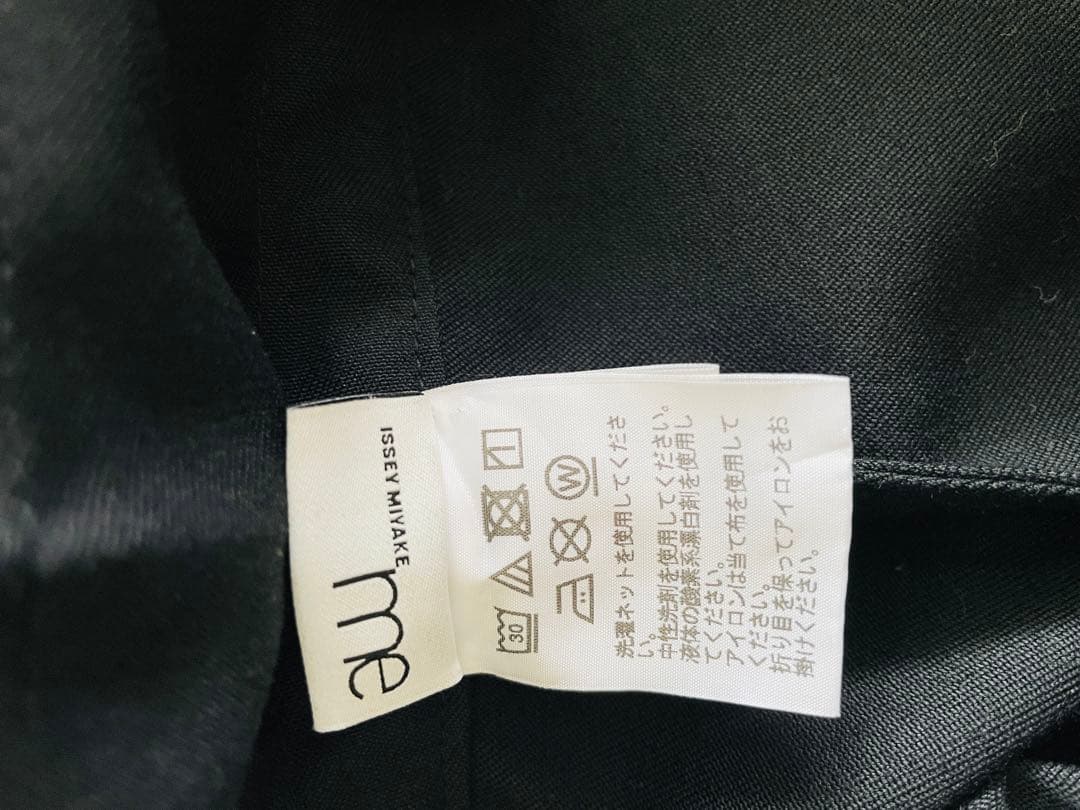 ISSEY MIYAKE
me
30
W
洗濯ネットを使用してくださ
い。
中性洗剤を使用してください。
液体の酸素系漂白剤を使用し
てください。
アイロンは当て布を使用して
ください。
折り目を保ってアイロンをお
掛けください。